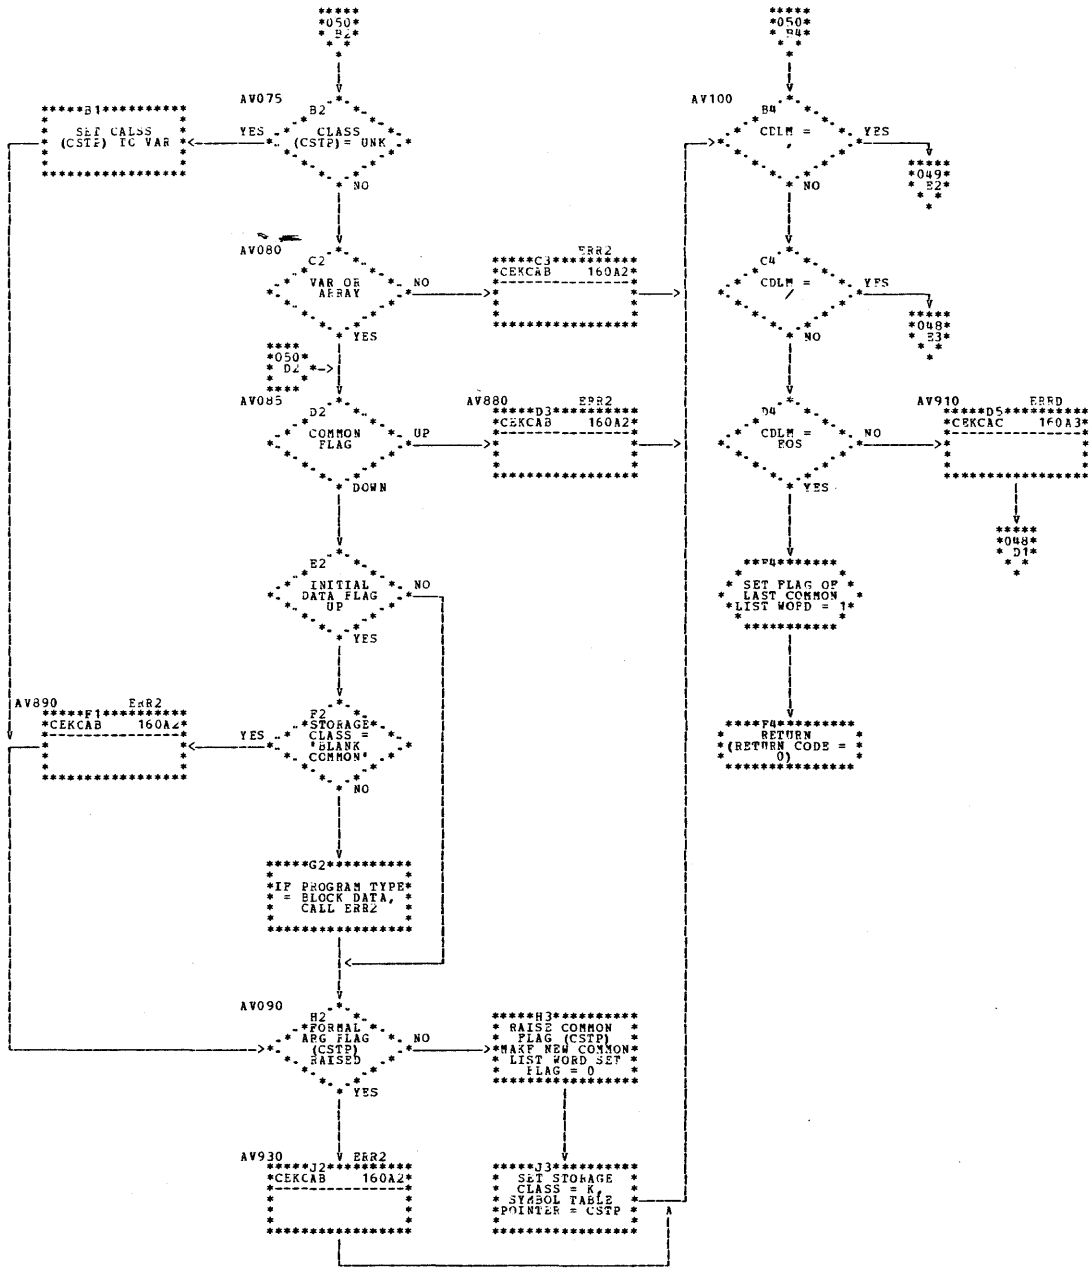 *050*
B2*
*050*
B4*
AV075
B1
SET CALSS
(CSTP) TO VAR
YES
B2
CLASS
(CSTP)= UNK
NO
AV100
B4
CDLM =
,
YES
NO
*049*
E2*
AV080
C2
VAR OR
ARRAY
NO
YES
ERR2
C3
CEKCAB 160A2
C4
CDLM =
/
YES
NO
*048*
E3*
*050*
D2
AV085
D2
COMMON
FLAG
UP
DOWN
AV880 ERR2
D3
CEKCAB 160A2
D4
CDLM =
EOS
NO
YES
AV910 ERRD
D5
CEKCAC 160A3
*048*
D1*
E2
INITIAL
DATA FLAG
UP
NO
YES
E4
SET FLAG OF
LAST COMMON
LIST WORD = 1
AV890 ERR2
F1
CEKCAB 160A2
YES
F2
STORAGE
CLASS =
'BLANK
COMMON'
NO
F4
RETURN
(RETURN CODE =
0)
G2
IF PROGRAM TYPE
= BLOCK DATA,
CALL ERR2
AV090
H2
FORMAL
ARG FLAG
(CSTP)
RAISED
NO
YES
H3
RAISE COMMON
FLAG (CSTP)
MAKE NEW COMMON
LIST WORD SET
FLAG = 0
AV930 ERR2
J2
CEKCAB 160A2
J3
SET STORAGE
CLASS = K,
SYMBOL TABLE
POINTER = CSTP